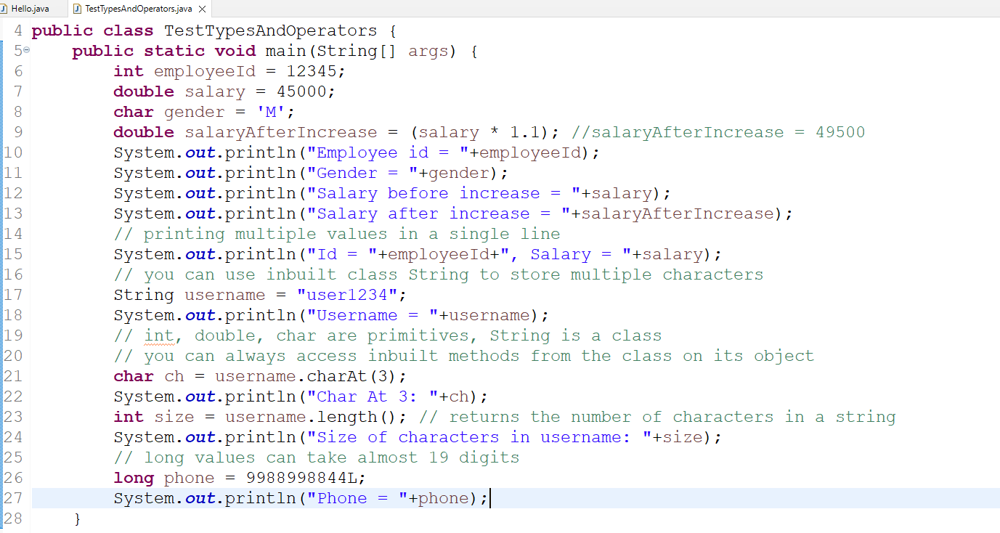 Hello.java TestTypesAndOperators.java
4 public class TestTypesAndOperators {
5 public static void main(String[] args) {
6 int employeeId = 12345;
7 double salary = 45000;
8 char gender = 'M';
9 double salaryAfterIncrease = (salary * 1.1); //salaryAfterIncrease = 49500
10 System.out.println("Employee id = "+employeeId);
11 System.out.println("Gender = "+gender);
12 System.out.println("Salary before increase = "+salary);
13 System.out.println("Salary after increase = "+salaryAfterIncrease);
14 // printing multiple values in a single line
15 System.out.println("Id = "+employeeId+", Salary = "+salary);
16 // you can use inbuilt class String to store multiple characters
17 String username = "user1234";
18 System.out.println("Username = "+username);
19 // int, double, char are primitives, String is a class
20 // you can always access inbuilt methods from the class on its object
21 char ch = username.charAt(3);
22 System.out.println("Char At 3: "+ch);
23 int size = username.length(); // returns the number of characters in a string
24 System.out.println("Size of characters in username: "+size);
25 // long values can take almost 19 digits
26 long phone = 9988998844L;
27 System.out.println("Phone = "+phone);
28 }